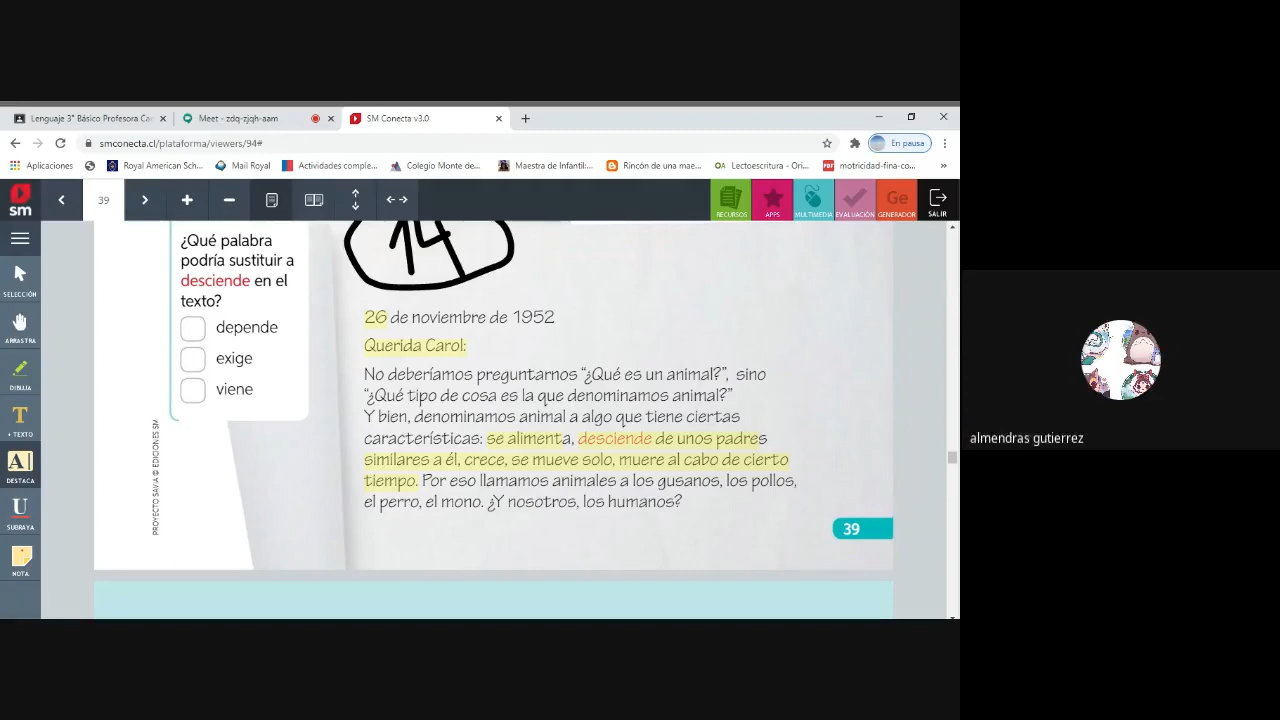 Lenguaje 3° Básico Profesora Ca
Meet - zdq-zjqh-aam
SM Conecta v3.0
smconecta.cl/plataforma/viewers/94#
En pausa
Aplicaciones
Royal American Sch...
Mail Royal
Actividades comple...
Colegio Monte de...
Maestra de Infantil:...
Rincón de una mae...
OA Lectoescritura - Ori...
PDF motricidad-fina-co...
»
sm
39
RECURSOS
APPS
MULTIMEDIA
EVALUACIÓN
Ge
GENERADOR
SALIR
SELECCIÓN
ARRASTRA
DIBUJA
T
+ TEXTO
A
DESTACA
U
SUBRAYA
NOTA
¿Qué palabra
podría sustituir a
desciende en el
texto?
depende
exige
viene
PROYECTO SAVIA © EDICIONES SM
14
26 de noviembre de 1952
Querida Carol:
No deberíamos preguntarnos “¿Qué es un animal?”, sino
“¿Qué tipo de cosa es la que denominamos animal?”
Y bien, denominamos animal a algo que tiene ciertas
características: se alimenta, desciende de unos padres
similares a él, crece, se mueve solo, muere al cabo de cierto
tiempo. Por eso llamamos animales a los gusanos, los pollos,
el perro, el mono. ¿Y nosotros, los humanos?
39
almendras gutierrez